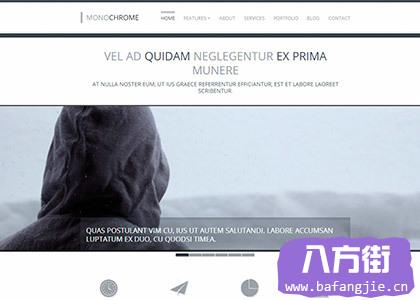 MONOCHROME
HOME FEATURES ABOUT SERVICES PORTFOLIO BLOG CONTACT
VEL AD QUIDAM NEGLEGENTUR EX PRIMA
MUNERE
AT NULLA NOSTER EUM, UT IUS GRAECE REFERRENTUR EFFICIANTUR, EST ET LABORE LAOREET
SCRIBENTUR.
QUAS POSTULANT VIM CU, IUS UT AUTEM SALUTANDI. LABORE ACCUMSAN
LUPTATUM EX DUO, CU QUODSI TIMEA.
八方街
www.bafangjie.cn